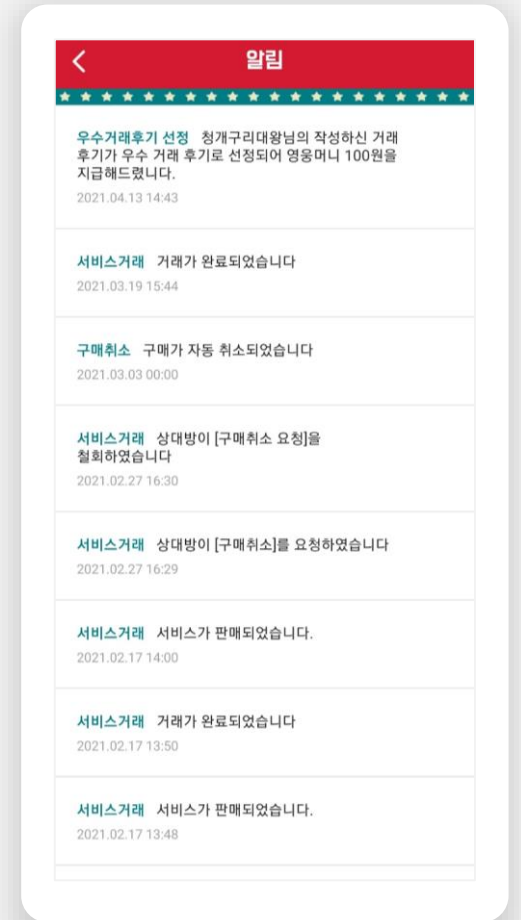 알림
우수거래후기 선정 청개구리대왕님의 작성하신 거래
후기가 우수 거래 후기로 선정되어 영웅머니 100원을
지급해드렸니다.
2021.04.13 14:43
서비스거래 거래가 완료되었습니다
2021.03.19 15:44
구매취소 구매가 자동 취소되었습니다
2021.03.03 00:00
서비스거래 상대방이 [구매취소 요청]을
철회하였습니다
2021.02.27 16:30
서비스거래 상대방이 [구매취소]를 요청하였습니다
2021.02.27 16:29
서비스거래 서비스가 판매되었습니다.
2021.02.17 14:00
서비스거래 거래가 완료되었습니다
2021.02.17 13:50
서비스거래 서비스가 판매되었습니다.
2021.02.17 13:48